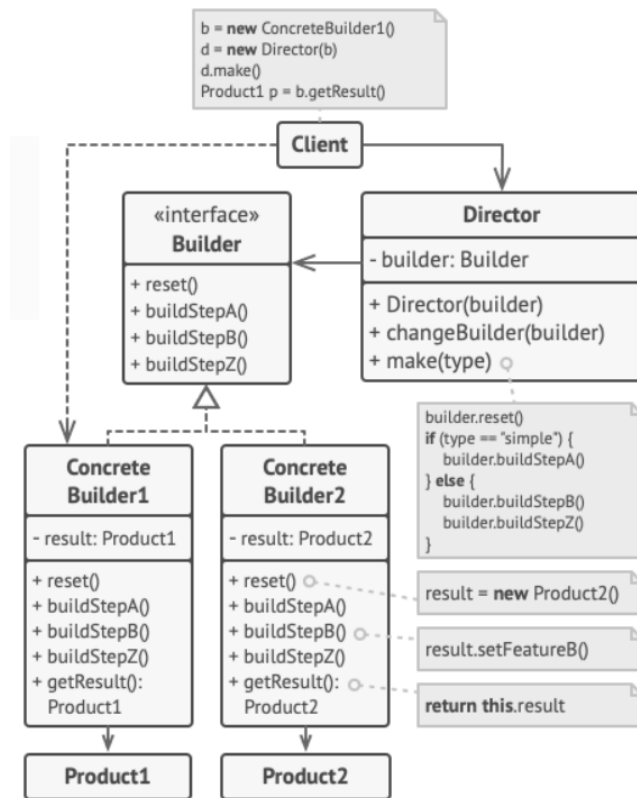 b = new ConcreteBuilder1()
d = new Director(b)
d.make()
Product1 p = b.getResult()
Client
«interface»
Builder
+ reset()
+ buildStepA()
+ buildStepB()
+ buildStepZ()
Director
- builder: Builder
+ Director(builder)
+ changeBuilder(builder)
+ make(type)
builder.reset()
if (type == "simple") {
builder.buildStepA()
} else {
builder.buildStepB()
builder.buildStepZ()
}
Concrete
Builder1
- result: Product1
+ reset()
+ buildStepA()
+ buildStepB()
+ buildStepZ()
+ getResult():
Product1
Concrete
Builder2
- result: Product2
+ reset()
+ buildStepA()
+ buildStepB()
+ buildStepZ()
+ getResult():
Product2
result = new Product2()
result.setFeatureB()
return this.result
Product1
Product2